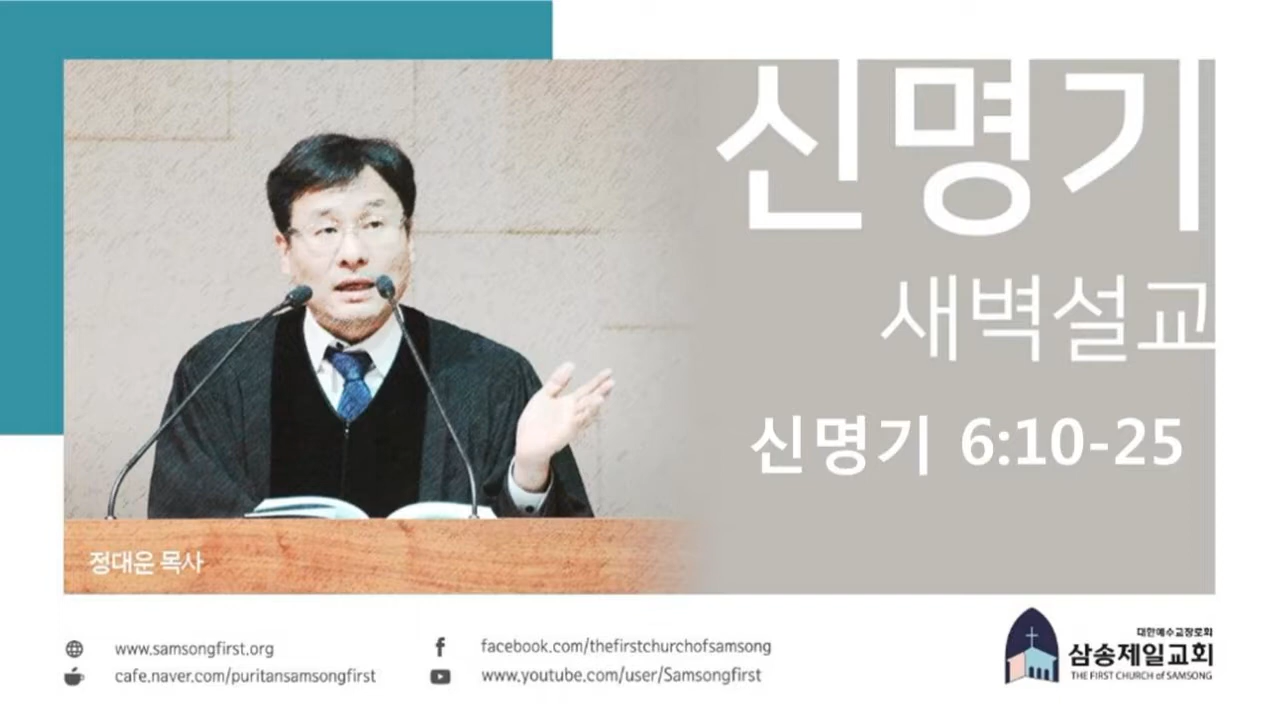 신명기
새벽설교
신명기 6:10-25
정대운 목사
www.samsongfirst.org
cafe.naver.com/puritansamsongfirst
facebook.com/thefirstchurchofsamsong
www.youtube.com/user/Samsongfirst
대한예수교장로회
삼송제일교회
THE FIRST CHURCH of SAMSONG